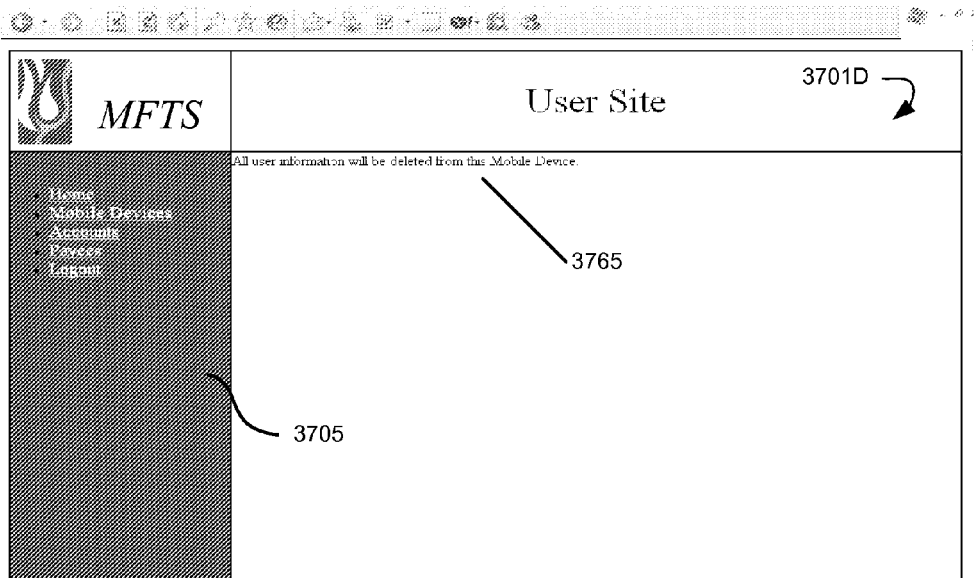 MFTS
User Site
3701D
All user information will be deleted from this Mobile Device.
Home
Mobile Devices
Accounts
Payees
Logout
3765
3705